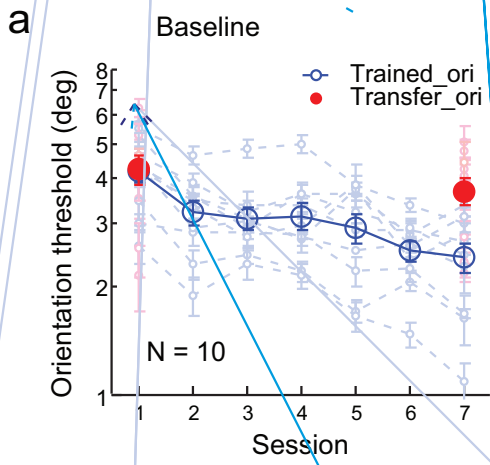 a
Baseline
Trained_ori
Transfer_ori
Orientation threshold (deg)
8
7
6
5
4
3
2
1
N = 10
1 2 3 4 5 6 7
Session